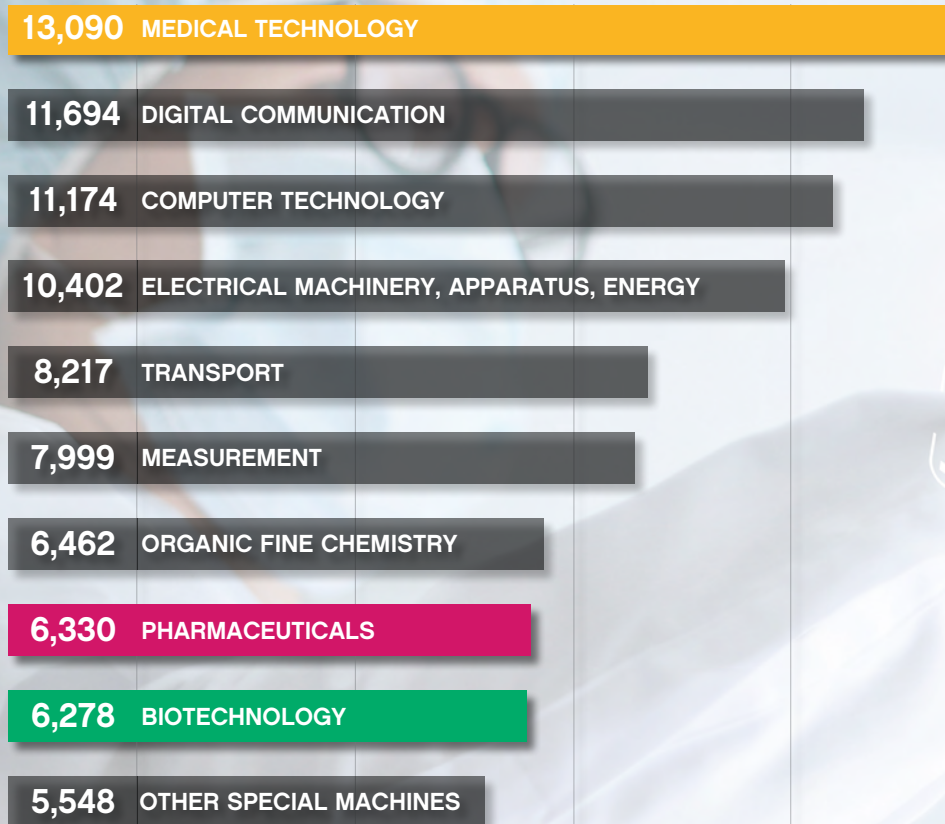 13,090 MEDICAL TECHNOLOGY
11,694 DIGITAL COMMUNICATION
11,174 COMPUTER TECHNOLOGY
10,402 ELECTRICAL MACHINERY, APPARATUS, ENERGY
8,217 TRANSPORT
7,999 MEASUREMENT
6,462 ORGANIC FINE CHEMISTRY
6,330 PHARMACEUTICALS
6,278 BIOTECHNOLOGY
5,548 OTHER SPECIAL MACHINES